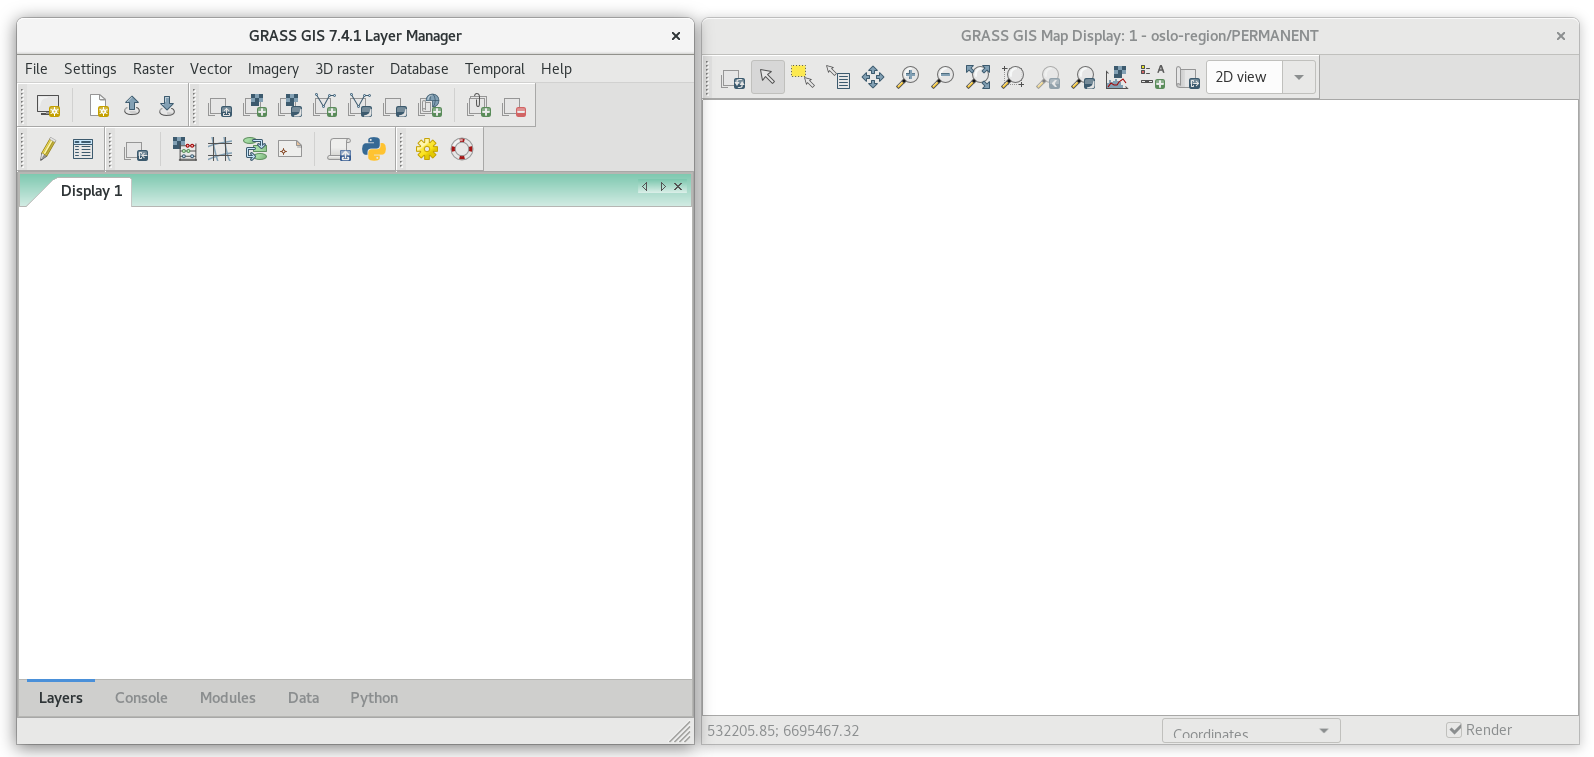 GRASS GIS 7.4.1 Layer Manager
File Settings Raster Vector Imagery 3D raster Database Temporal Help
Display 1
Layers Console Modules Data Python
GRASS GIS Map Display: 1 - oslo-region/PERMANENT
2D view
532205.85; 6695467.32
Coordinates
Render